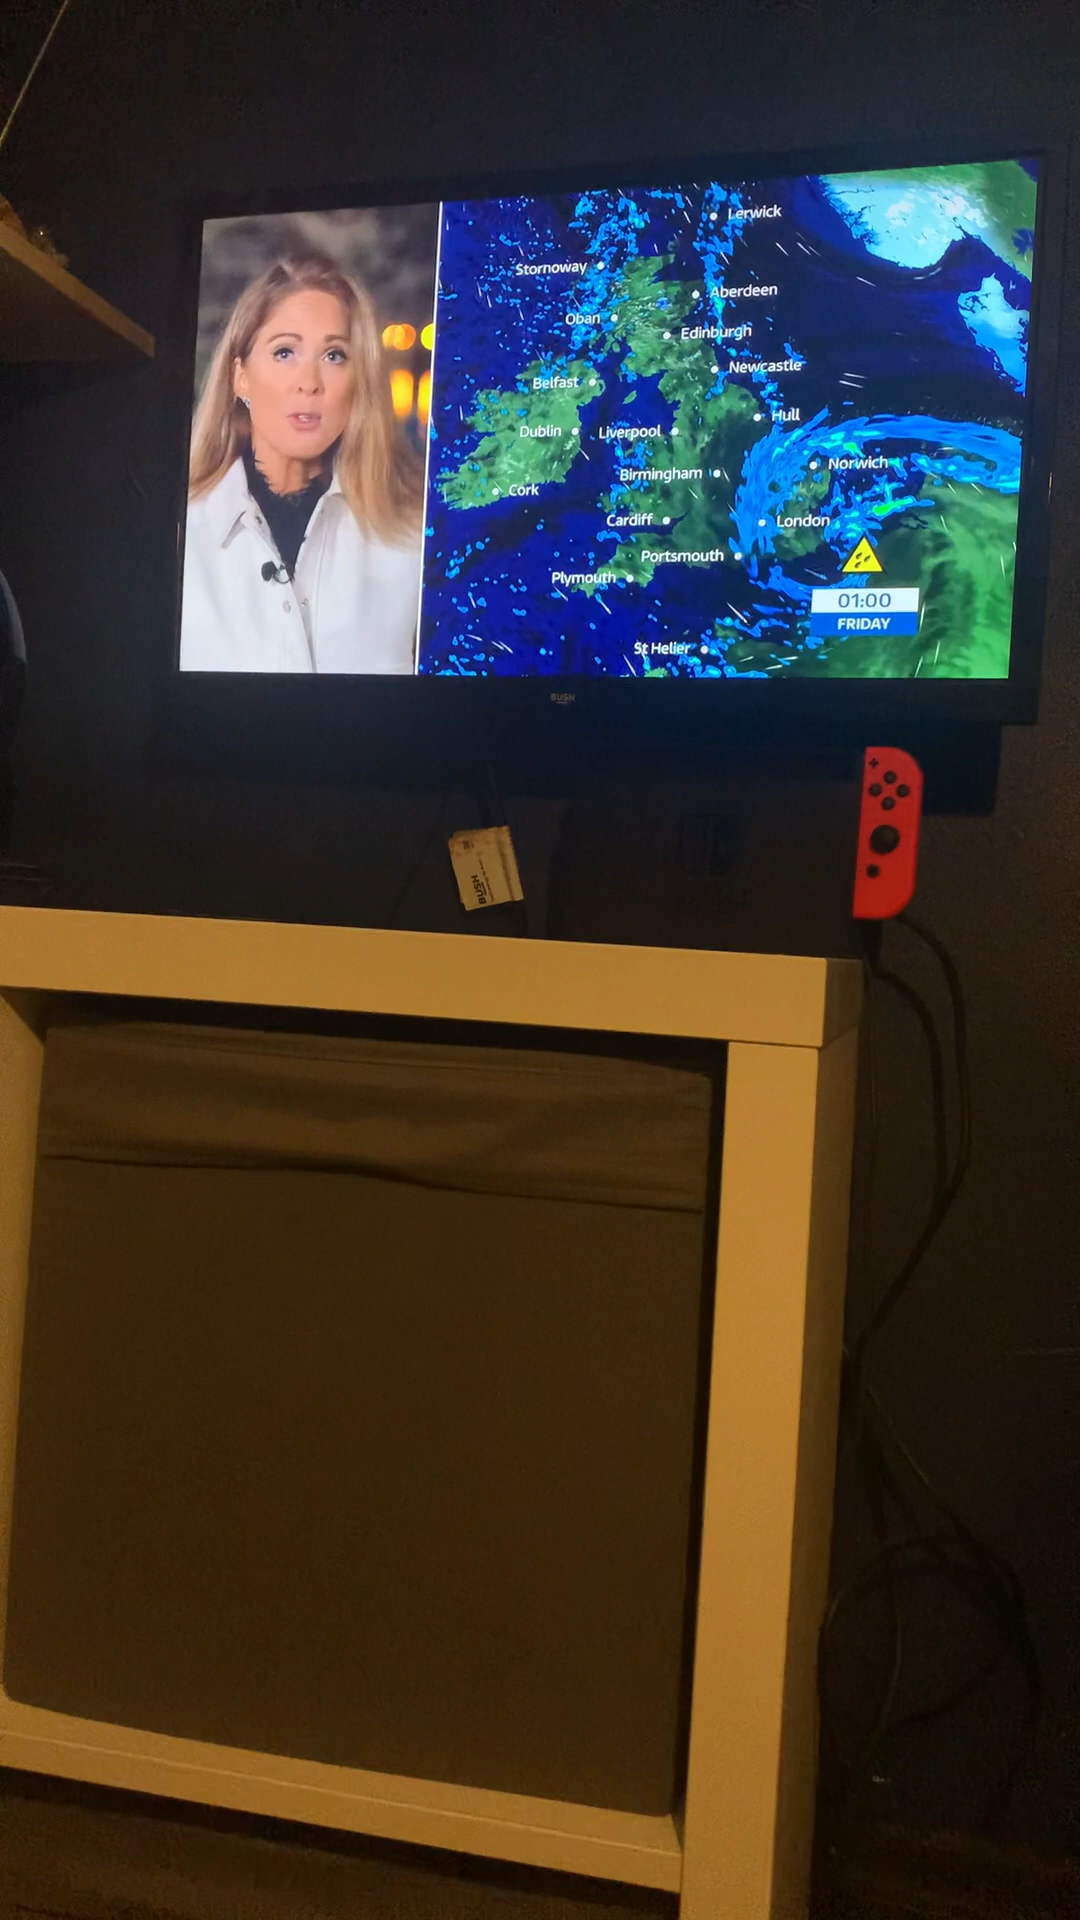 Lerwick
Stornoway
Aberdeen
Oban
Edinburgh
Newcastle
Belfast
Hull
Dublin
Liverpool
Norwich
Birmingham
Cork
Cardiff
London
Portsmouth
Plymouth
01:00
FRIDAY
St Helier
BUSH
BUSH